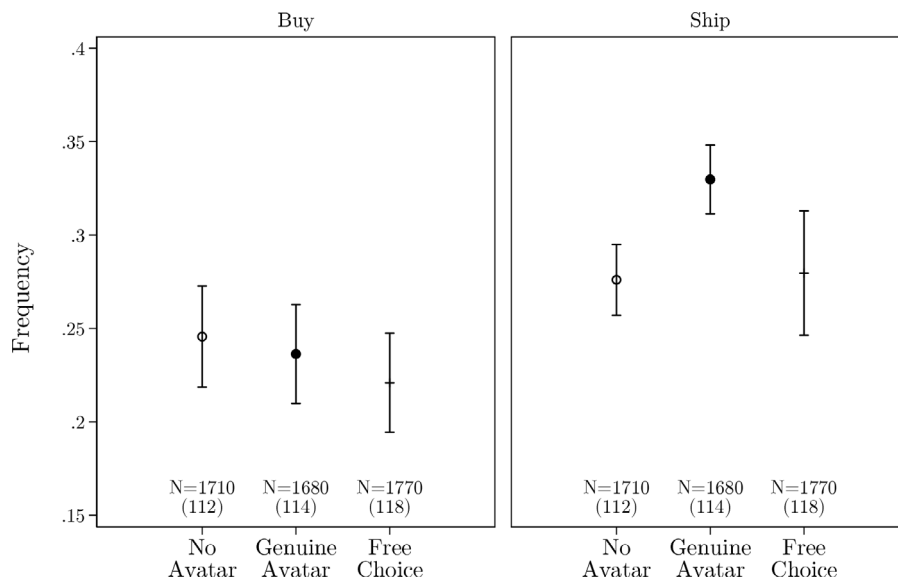 Buy
Ship
Frequency
.4
.35
.3
.25
.2
.15
N=1710
(112)
N=1680
(114)
N=1770
(118)
N=1710
(112)
N=1680
(114)
N=1770
(118)
No
Avatar
Genuine
Avatar
Free
Choice
No
Avatar
Genuine
Avatar
Free
Choice